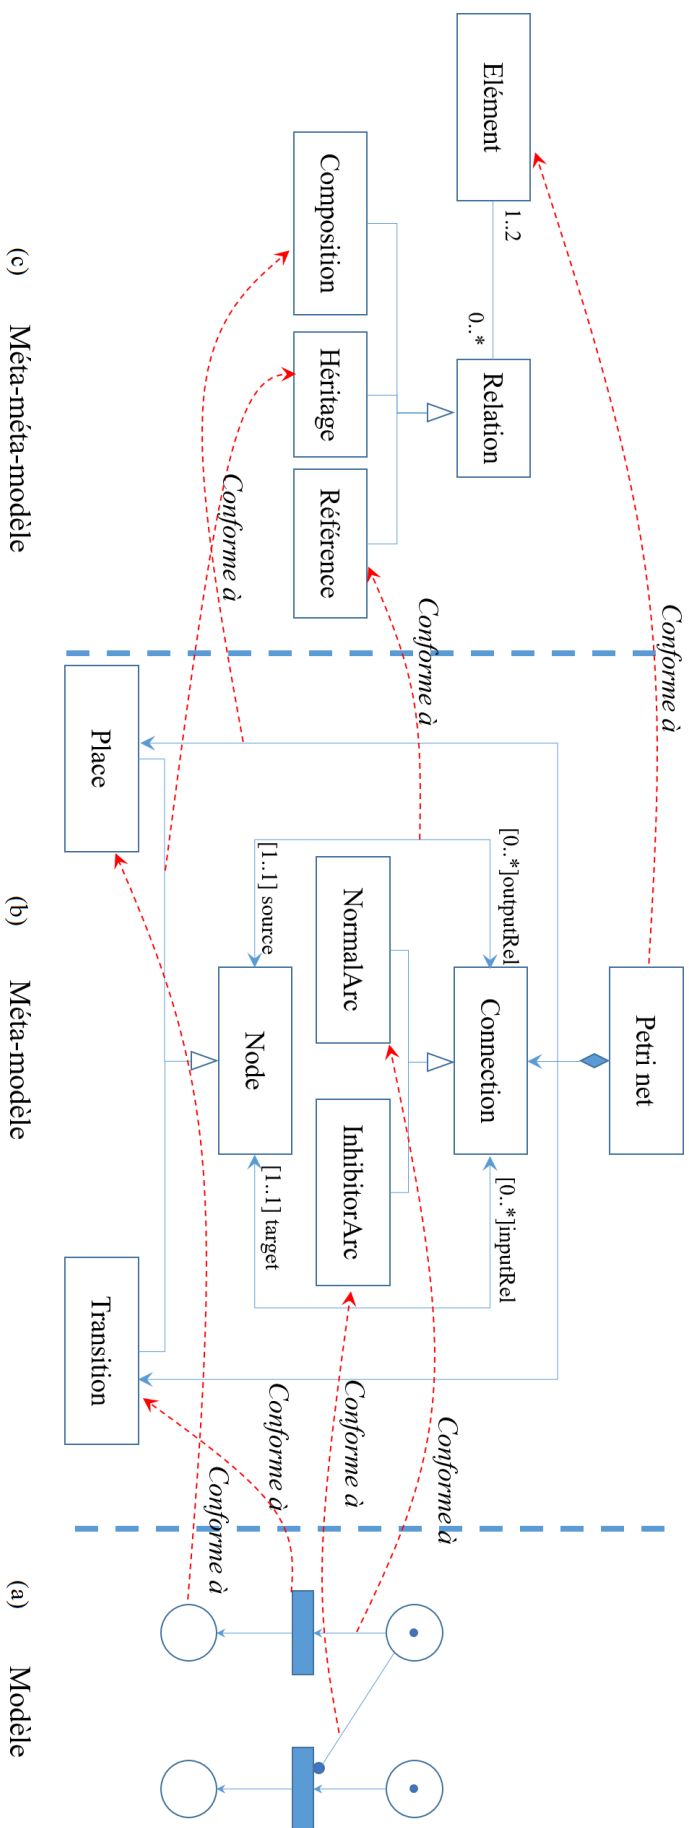 Elément
1..2
0..*
Relation
Composition
Héritage
Référence
Conforme à
Conforme à
Conforme à
(c) Méta-méta-modèle
Petri net
[0..*]outputRel
Connection
[0..*]inputRel
NormalArc
InhibitorArc
[1..1] source
Node
[1..1] target
Place
Transition
Conforme à
Conforme à
Conforme à
Conforme à
(b) Méta-modèle
(a) Modèle